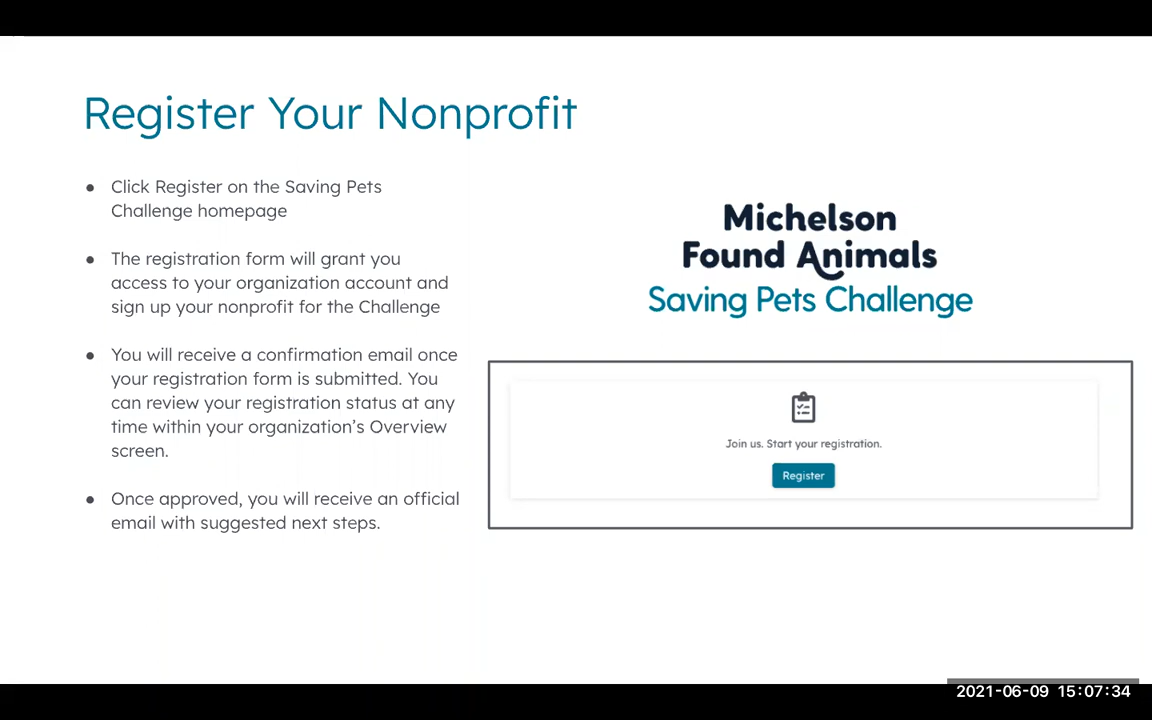 Register Your Nonprofit
● Click Register on the Saving Pets
Challenge homepage
● The registration form will grant you
access to your organization account and
sign up your nonprofit for the Challenge
● You will receive a confirmation email once
your registration form is submitted. You
can review your registration status at any
time within your organization’s Overview
screen.
● Once approved, you will receive an official
email with suggested next steps.
Michelson
Found Animals
Saving Pets Challenge
Join us. Start your registration.
Register
2021-06-09 15:07:34